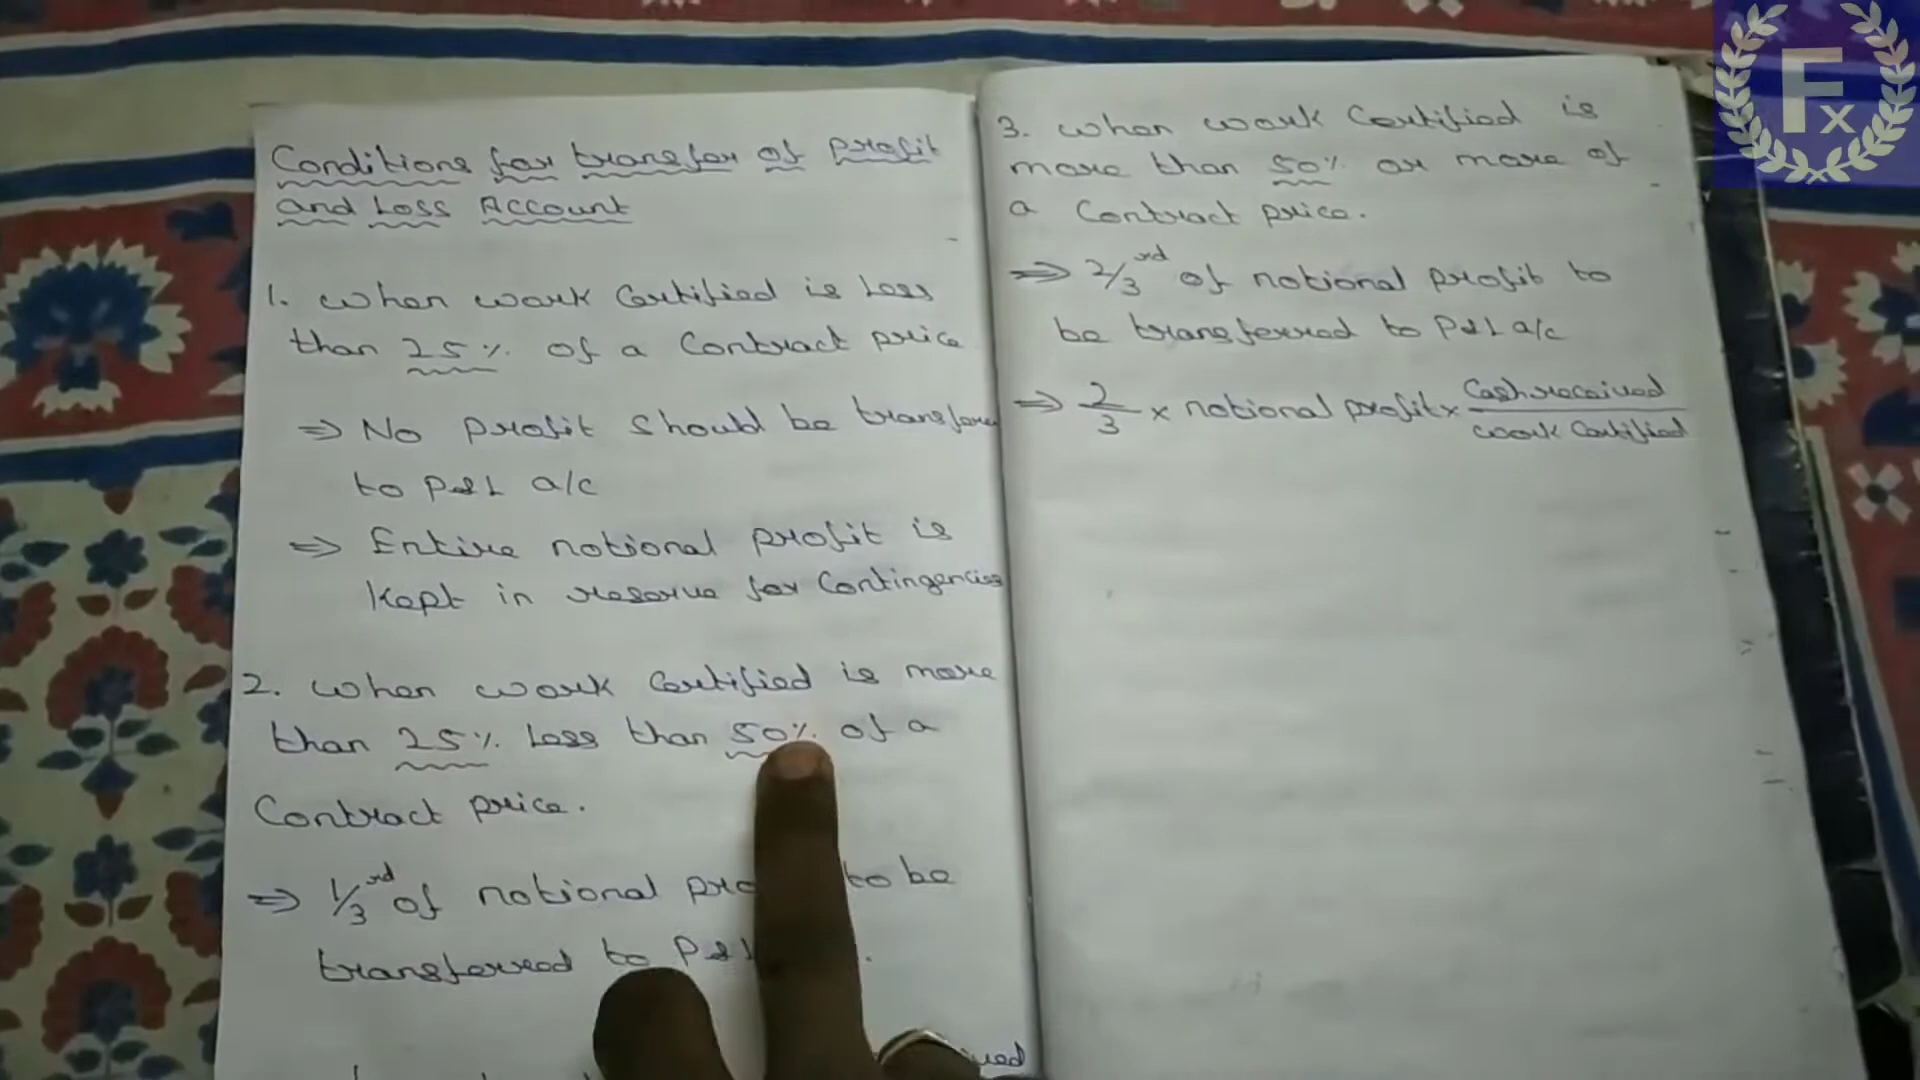 Conditions for transfer of profit
and Loss Account
1. When work Certified is Less
than 25% of a Contract price
⇒ No profit should be transfere
to P&L a/c
⇒ Entire notional profit is
kept in reserve for Contingencies
2. When work Certified is more
than 25% Less than 50% of a
Contract price.
⇒ 1/3rd of notional to be
transferred to P&L
3. When work Certified is
more than 50% or more of
a Contract price.
⇒ 2/3rd of notional profit to
be transferred to P&L a/c
⇒ 2/3 × notional profit × Cash received / work Certified
Fx